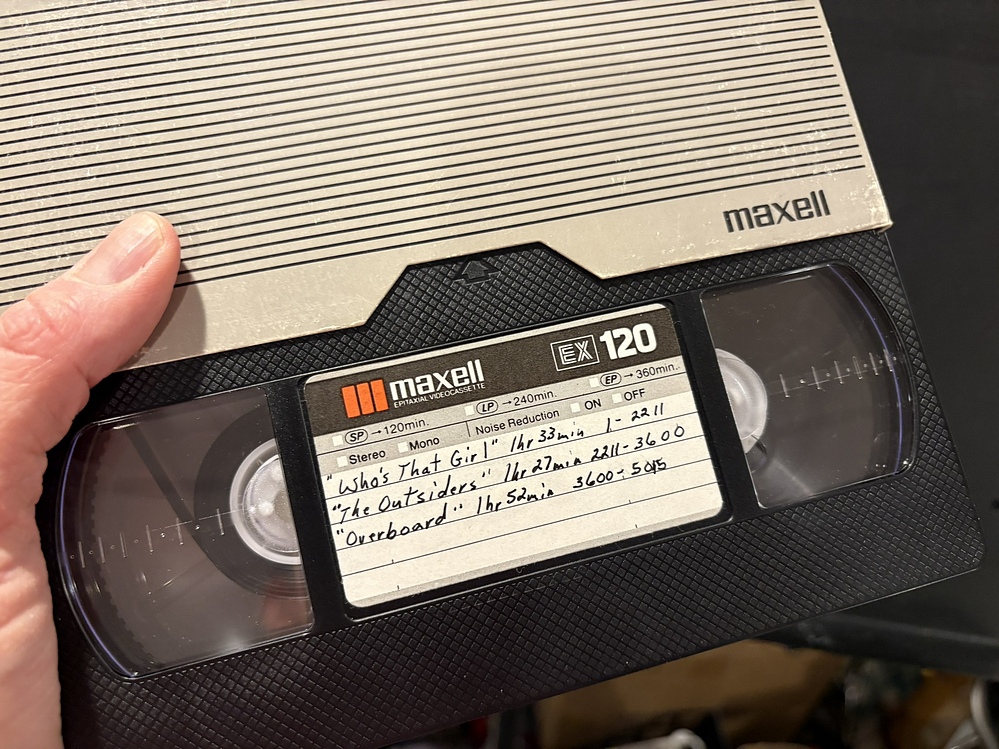 maxell
maxell
EPITAXIAL VIDEOCASSETTE
EX 120
SP → 120min.
LP → 240min.
EP → 360min.
Stereo Mono Noise Reduction ON OFF
"Who's That Girl" 1hr 33min 1-2211
"The Outsiders" 1hr 27min 2211-3600
"Overboard" 1hr 52min 3600-5015